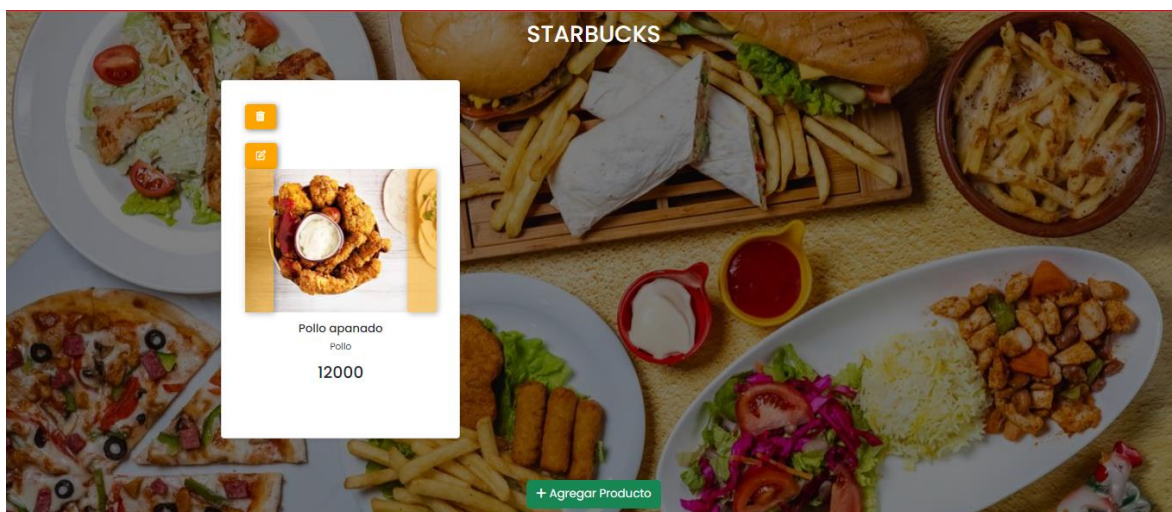 STARBUCKS
Pollo apanado
Pollo
12000
+ Agregar Producto